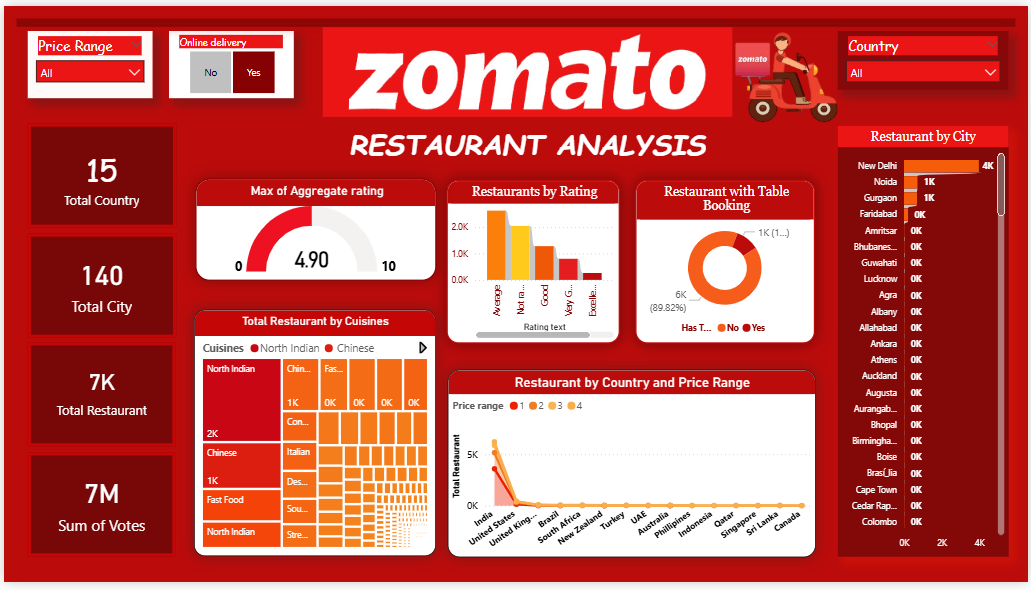 Price Range
All
Online delivery
No
Yes
zomato
zomato
Country
All
RESTAURANT ANALYSIS
15
Total Country
140
Total City
7K
Total Restaurant
7M
Sum of Votes
Max of Aggregate rating
0
4.90
10
Restaurants by Rating
2.0K
1.0K
0.0K
Average
Not ra...
Good
Very G...
Excelle...
Rating text
Restaurant with Table
Booking
1K (1...)
6K
(89.82%)
Has T... No Yes
Total Restaurant by Cuisines
Cuisines North Indian Chinese
North Indian
2K
Chinese
1K
Fast Food
North Indian
Chin...
1K
Fas...
0K
0K
0K
0K
Con...
Italian
Des...
Sou...
Stre...
Restaurant by Country and Price Range
Price range 1 2 3 4
Total Restaurant
5K
0K
India
United States
United King...
Brazil
South Africa
New Zealand
Turkey
UAE
Australia
Phillipines
Indonesia
Qatar
Singapore
Sri Lanka
Canada
Restaurant by City
New Delhi 4K
Noida 1K
Gurgaon 1K
Faridabad 0K
Amritsar 0K
Bhubanes... 0K
Guwahati 0K
Lucknow 0K
Agra 0K
Albany 0K
Allahabad 0K
Ankara 0K
Athens 0K
Auckland 0K
Augusta 0K
Aurangab... 0K
Bhopal 0K
Birmingha... 0K
Boise 0K
Brasí_lia 0K
Cape Town 0K
Cedar Rap... 0K
Colombo 0K
0K 2K 4K